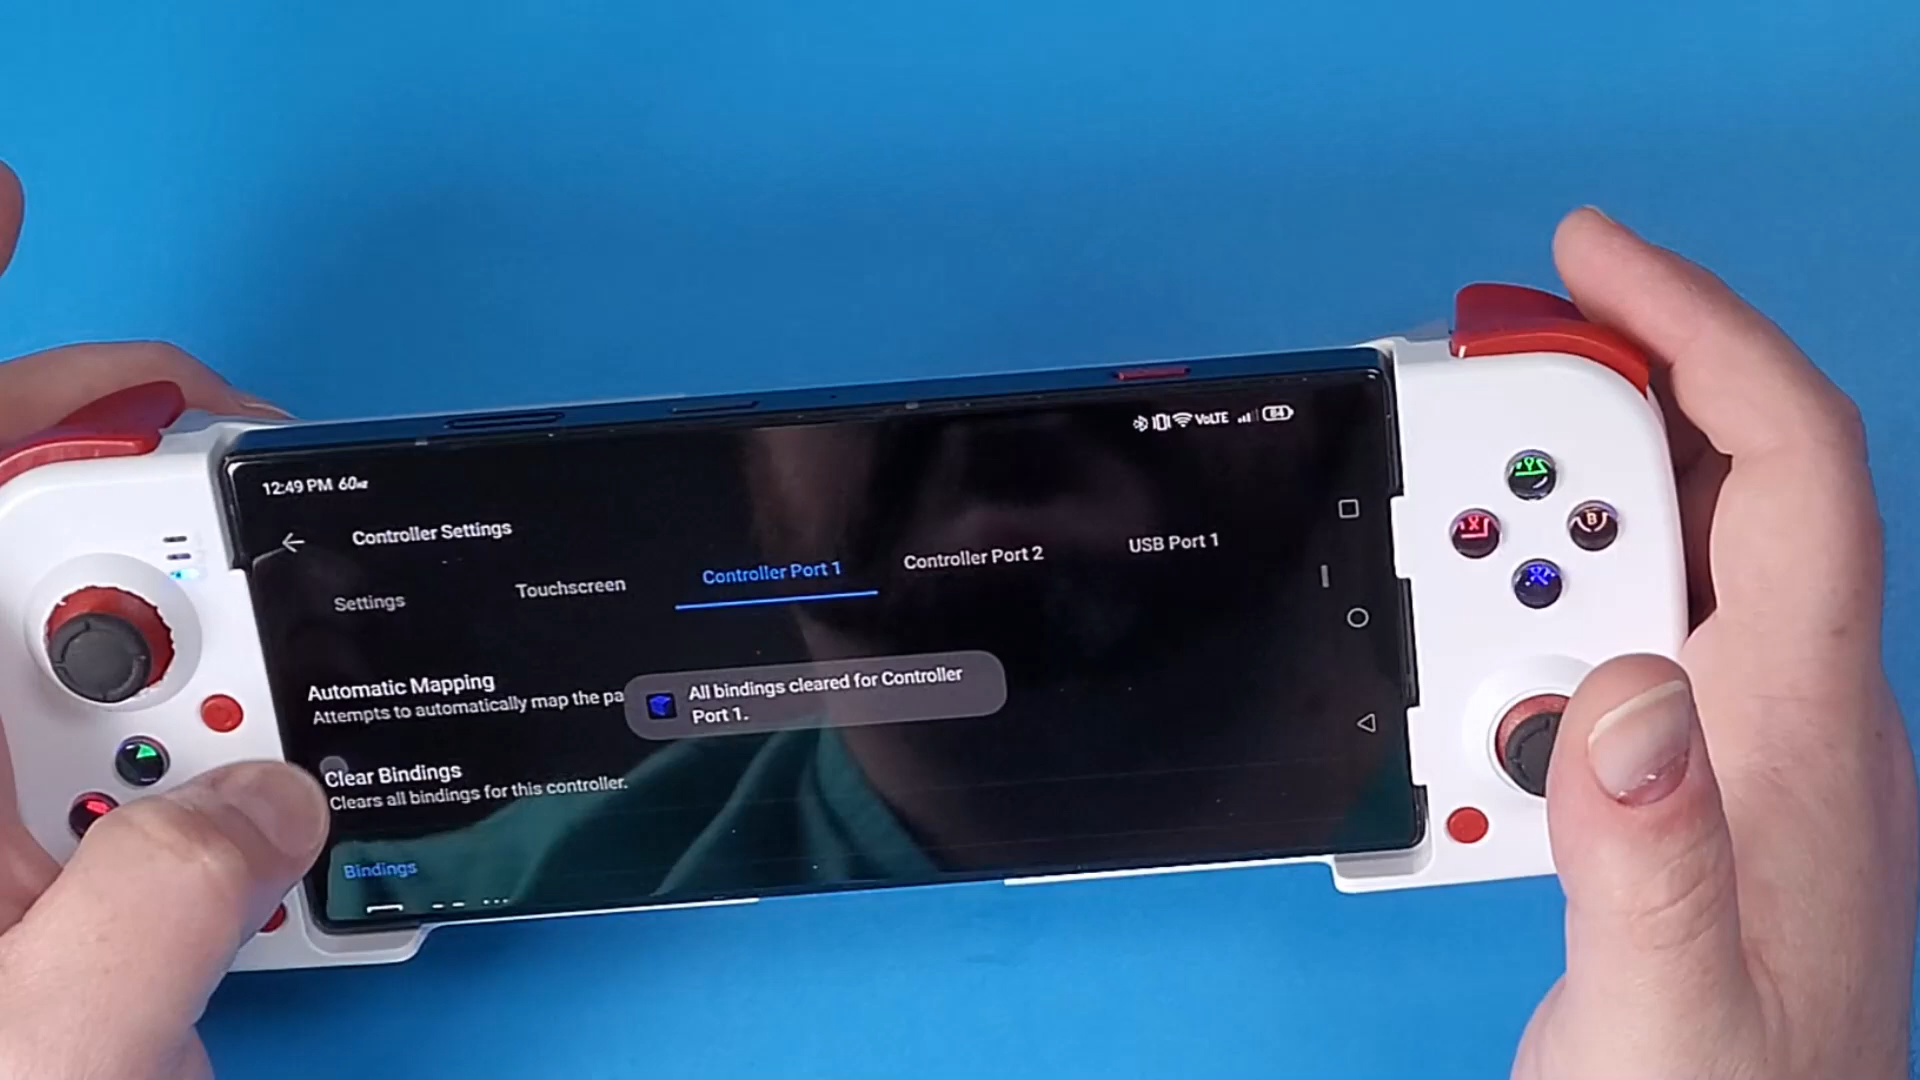 12:49 PM 60Hz
VoLTE 84
Controller Settings
Settings
Touchscreen
Controller Port 1
Controller Port 2
USB Port 1
Automatic Mapping
Attempts to automatically map the pa
All bindings cleared for Controller
Port 1.
Clear Bindings
Clears all bindings for this controller.
Bindings
Y
X
B